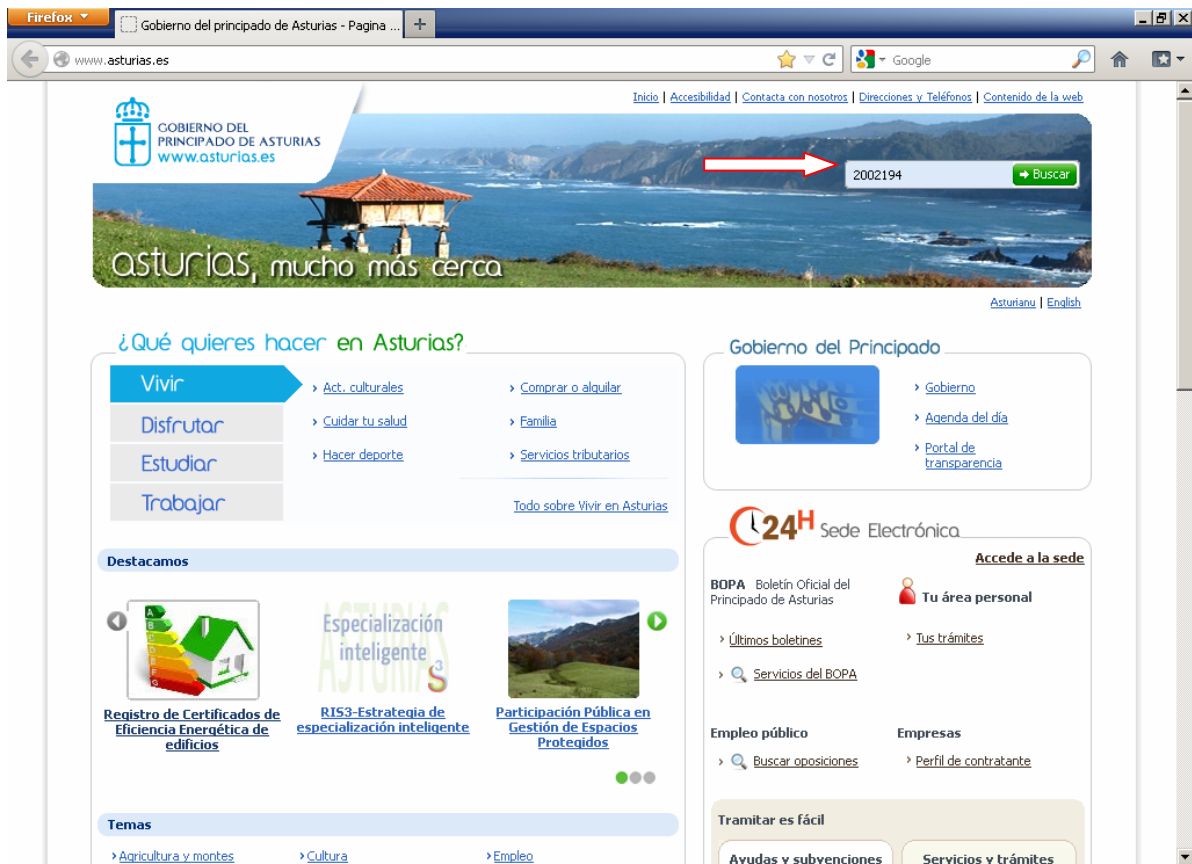 Firefox
Gobierno del principado de Asturias - Pagina ...
www.asturias.es
Google
Inicio | Accesibilidad | Contacta con nosotros | Direcciones y Teléfonos | Contenido de la web
GOBIERNO DEL
PRINCIPADO DE ASTURIAS
www.asturias.es
2002194
Buscar
asturias, mucho más cerca
Asturianu | English
¿Qué quieres hacer en Asturias?
Vivir
Disfrutar
Estudiar
Trabajar
Act. culturales
Comprar o alquilar
Cuidar tu salud
Familia
Hacer deporte
Servicios tributarios
Todo sobre Vivir en Asturias
Gobierno del Principado
Gobierno
Agenda del día
Portal de
transparencia
Destacamos
Especialización
inteligente
ASTURIAS
S3
Registro de Certificados de
Eficiencia Energética de
edificios
RIS3-Estrategia de
especialización inteligente
Participación Pública en
Gestión de Espacios
Protegidos
24H Sede Electrónica
Accede a la sede
BOPA Boletín Oficial del
Principado de Asturias
Tu área personal
Últimos boletines
Tus trámites
Servicios del BOPA
Empleo público
Empresas
Buscar oposiciones
Perfil de contratante
Temas
Agricultura y montes
Cultura
Empleo
Tramitar es fácil
Ayudas y subvenciones
Servicios y trámites